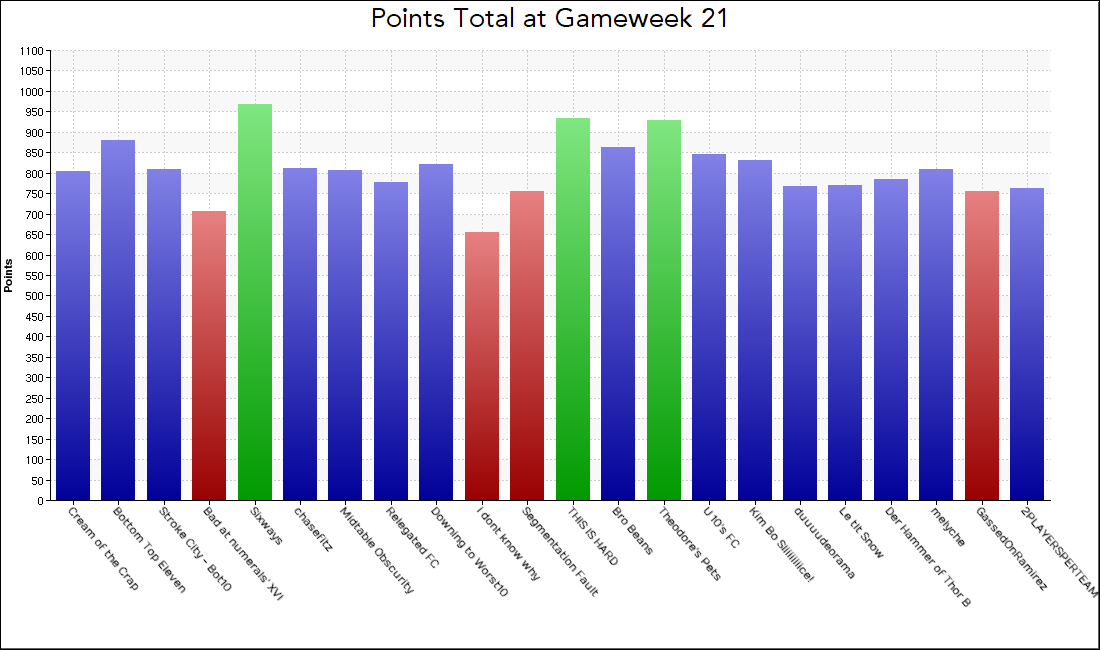 Points Total at Gameweek 21
1100
1050
1000
950
900
850
800
750
700
650
600
550
500
450
400
350
300
250
200
150
100
50
0
Points
Cream of the Crap
Bottom Top Eleven
Stroke City - Bot10
Bad at numerals' XVI
Sixways
chasefitz
Midtable Obscurity
Relegated FC
Downing to Worst10
I dont know why
Segmentation Fault
THIS IS HARD
Bro Beans
Theodore's Pets
U 10's FC
Kim Bo Sliiiiiiiice!
duuuudeorama
Le tit Snow
Der Hammer of Thor B
melyche
GassedOnRamirez
2PLAYERSPERTEAM